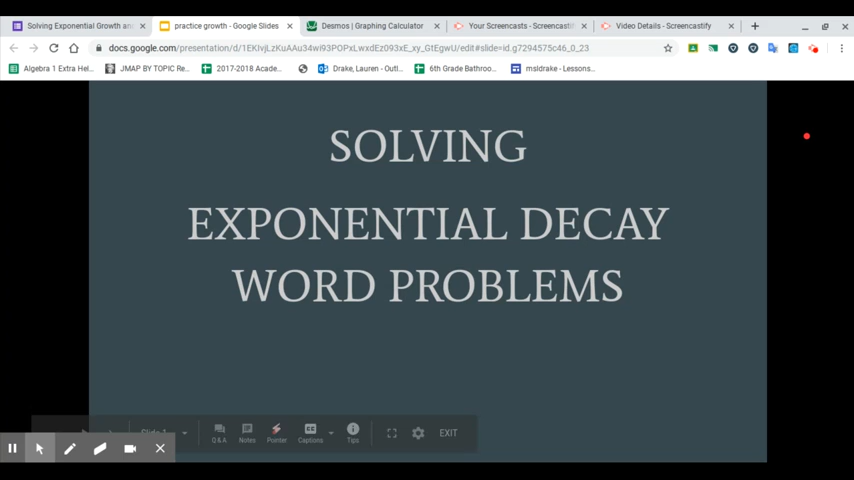 Solving Exponential Growth an
practice growth - Google Slides
Desmos | Graphing Calculator
Your Screencasts - Screencastif
Video Details - Screencastify
docs.google.com/presentation/d/1EKIvjLzKuAAu34wi93POPxLwxdEz093xE_xy_GtEgwU/edit#slide=id.g7294575c46_0_23
Algebra 1 Extra Hel...
JMAP BY TOPIC Re...
2017-2018 Acade...
Drake, Lauren - Outl...
6th Grade Bathroo...
msldrake - Lessons...
SOLVING
EXPONENTIAL DECAY
WORD PROBLEMS
Slide 1
Q & A
Notes
Pointer
Captions
Tips
EXIT